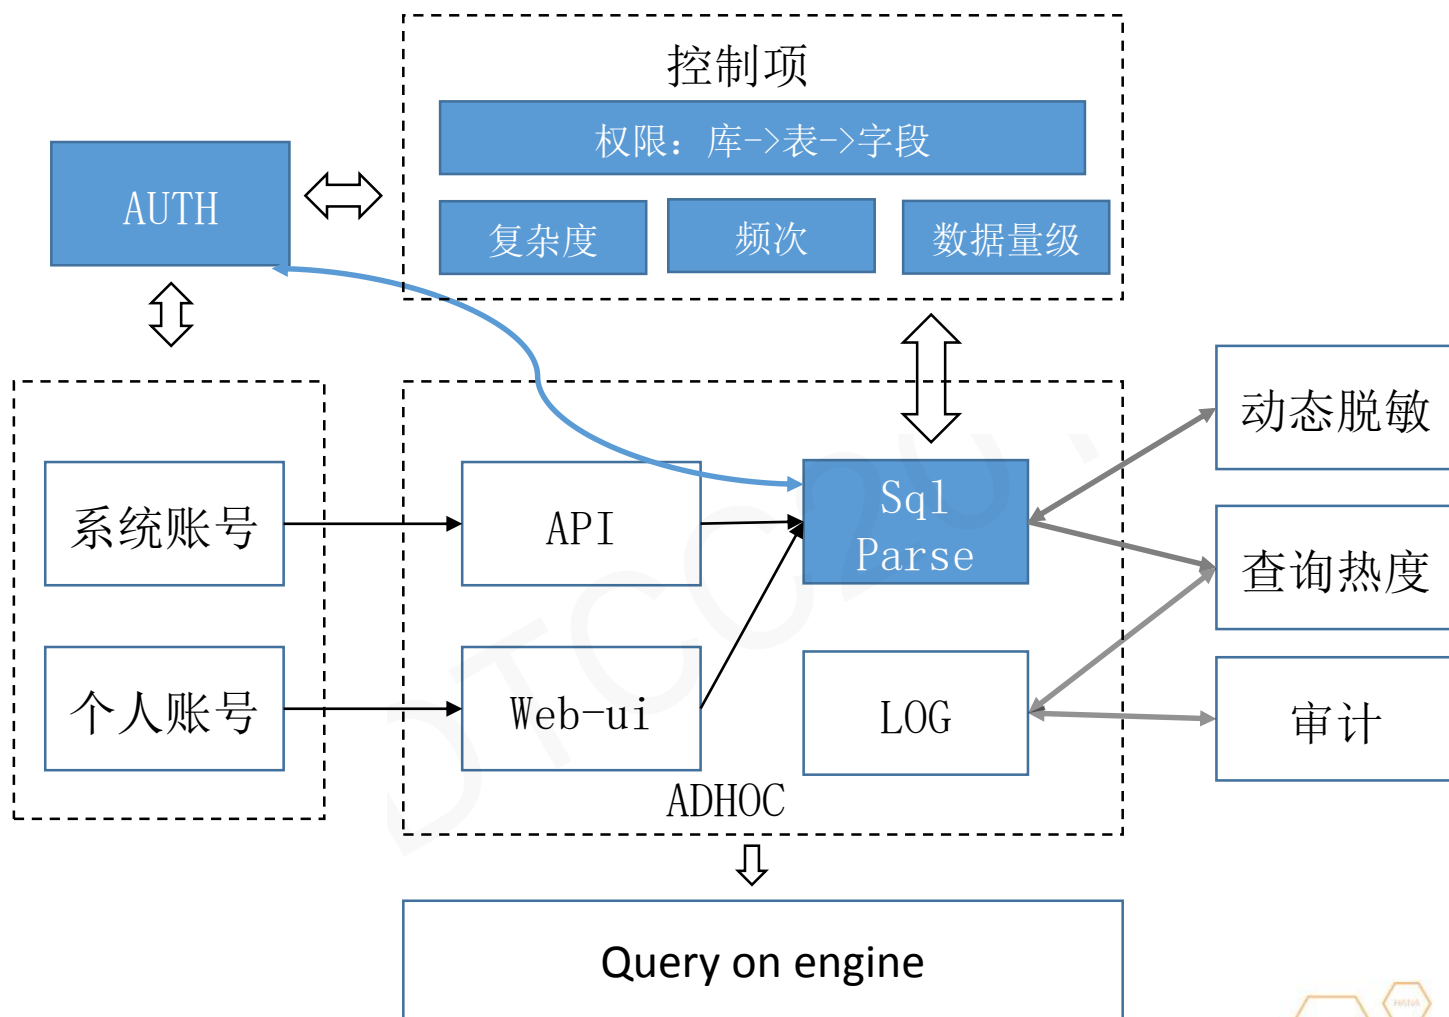 控制项
权限：库->表->字段
AUTH
复杂度
频次
数据量级
动态脱敏
系统账号
API
Sql
Parse
查询热度
个人账号
Web-ui
LOG
审计
ADHOC
Query on engine
HANA